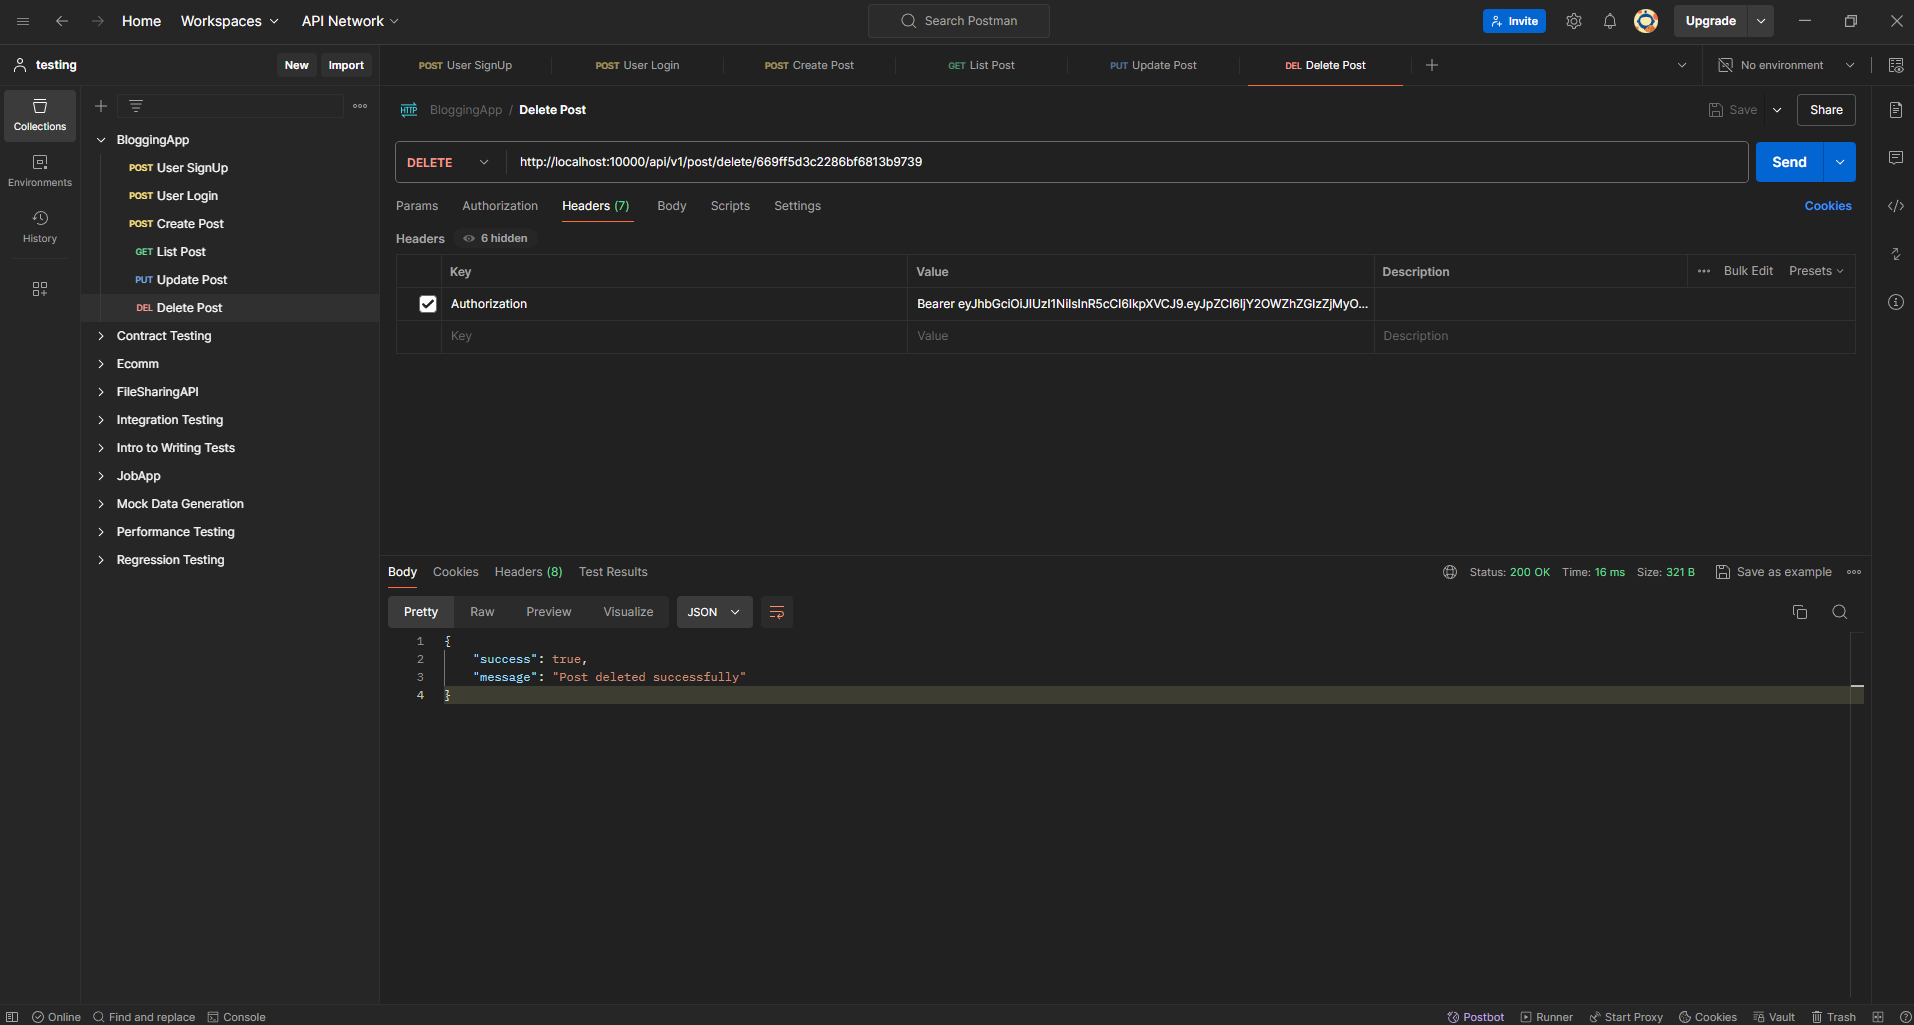 Home Workspaces API Network Search Postman Invite Upgrade
testing New Import POST User SignUp POST User Login POST Create Post GET List Post PUT Update Post DEL Delete Post No environment
Collections
Environments
History
BloggingApp
POST User SignUp
POST User Login
POST Create Post
GET List Post
PUT Update Post
DEL Delete Post
Contract Testing
Ecomm
FileSharingAPI
Integration Testing
Intro to Writing Tests
JobApp
Mock Data Generation
Performance Testing
Regression Testing
HTTP BloggingApp / Delete Post Save Share
DELETE http://localhost:10000/api/v1/post/delete/669ff5d3c2286bf6813b9739 Send
Params Authorization Headers (7) Body Scripts Settings Cookies
Headers 6 hidden
Key Value Description Bulk Edit Presets
Authorization Bearer eyJhbGciOiJIUzI1NiIsInR5cCI6IkpXVCJ9.eyJpZCI6IjY2OWZhZGIzZjMyO...
Key Value Description
Body Cookies Headers (8) Test Results Status: 200 OK Time: 16 ms Size: 321 B Save as example
Pretty Raw Preview Visualize JSON
1 {
2 "success": true,
3 "message": "Post deleted successfully"
4 }
Online Find and replace Console Postbot Runner Start Proxy Cookies Vault Trash